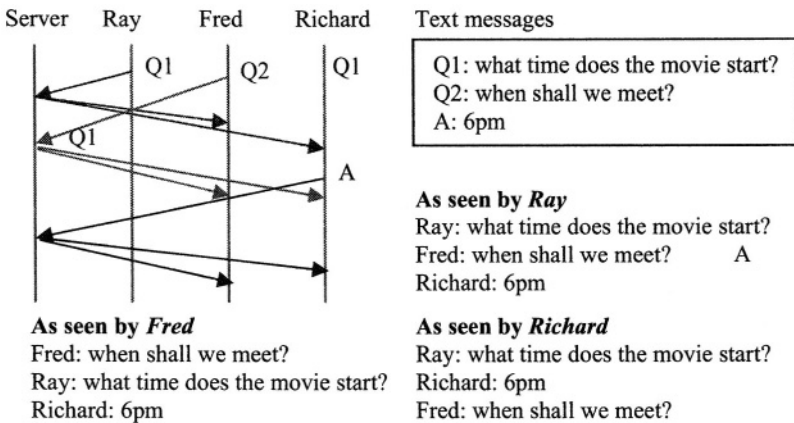 Server Ray Fred Richard
Q1 Q2 Q1
Q1
A
Text messages
Q1: what time does the movie start?
Q2: when shall we meet?
A: 6pm
As seen by Ray
Ray: what time does the movie start?
Fred: when shall we meet? A
Richard: 6pm
As seen by Fred
Fred: when shall we meet?
Ray: what time does the movie start?
Richard: 6pm
As seen by Richard
Ray: what time does the movie start?
Richard: 6pm
Fred: when shall we meet?